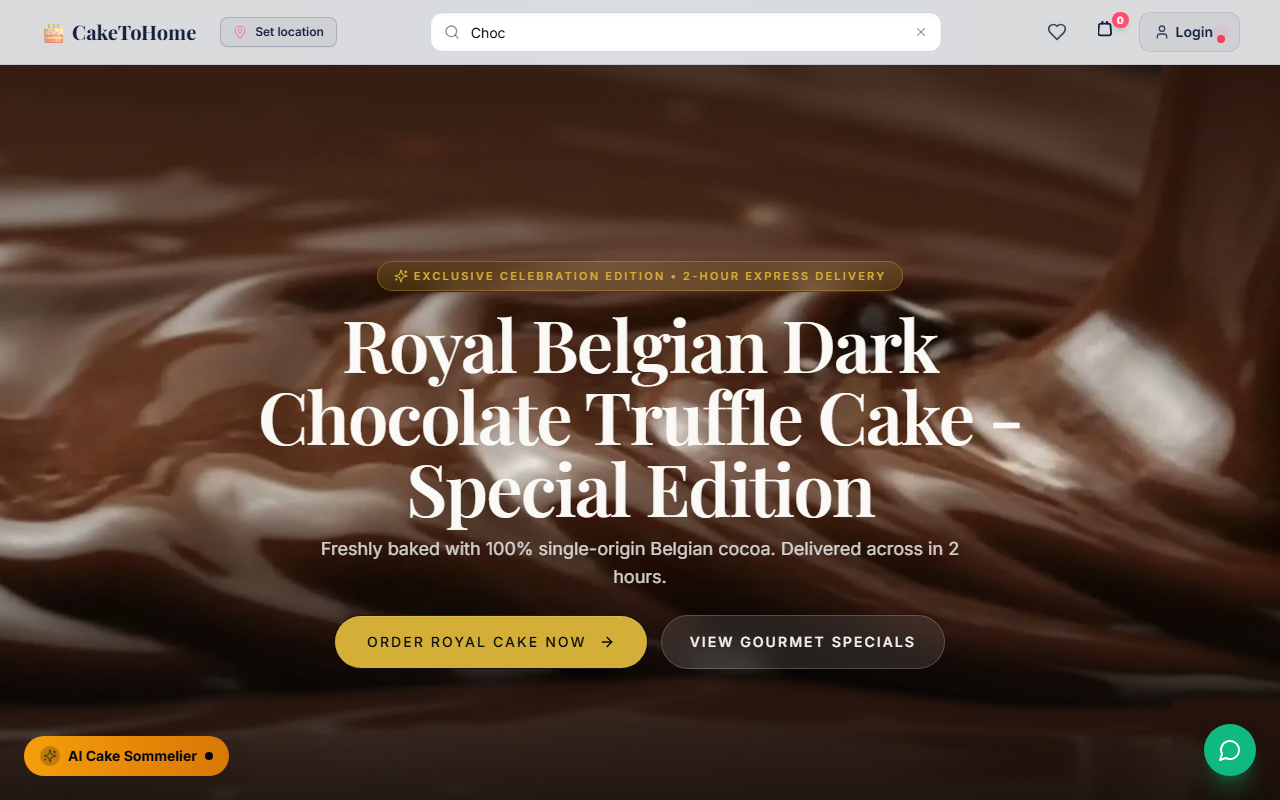 CakeToHome
Set location
Choc
0
Login
EXCLUSIVE CELEBRATION EDITION • 2-HOUR EXPRESS DELIVERY
Royal Belgian Dark
Chocolate Truffle Cake –
Special Edition
Freshly baked with 100% single-origin Belgian cocoa. Delivered across in 2
hours.
ORDER ROYAL CAKE NOW →
VIEW GOURMET SPECIALS
AI Cake Sommelier